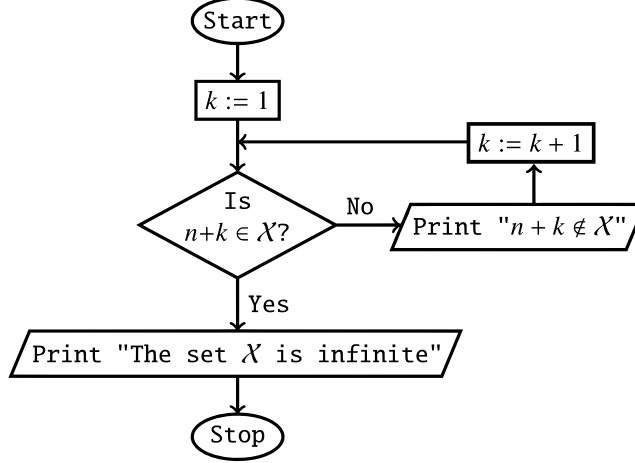 Start
k := 1
k := k + 1
Is
n+k ∈ 𝒳?
No
Print "n + k ∉ 𝒳"
Yes
Print "The set 𝒳 is infinite"
Stop